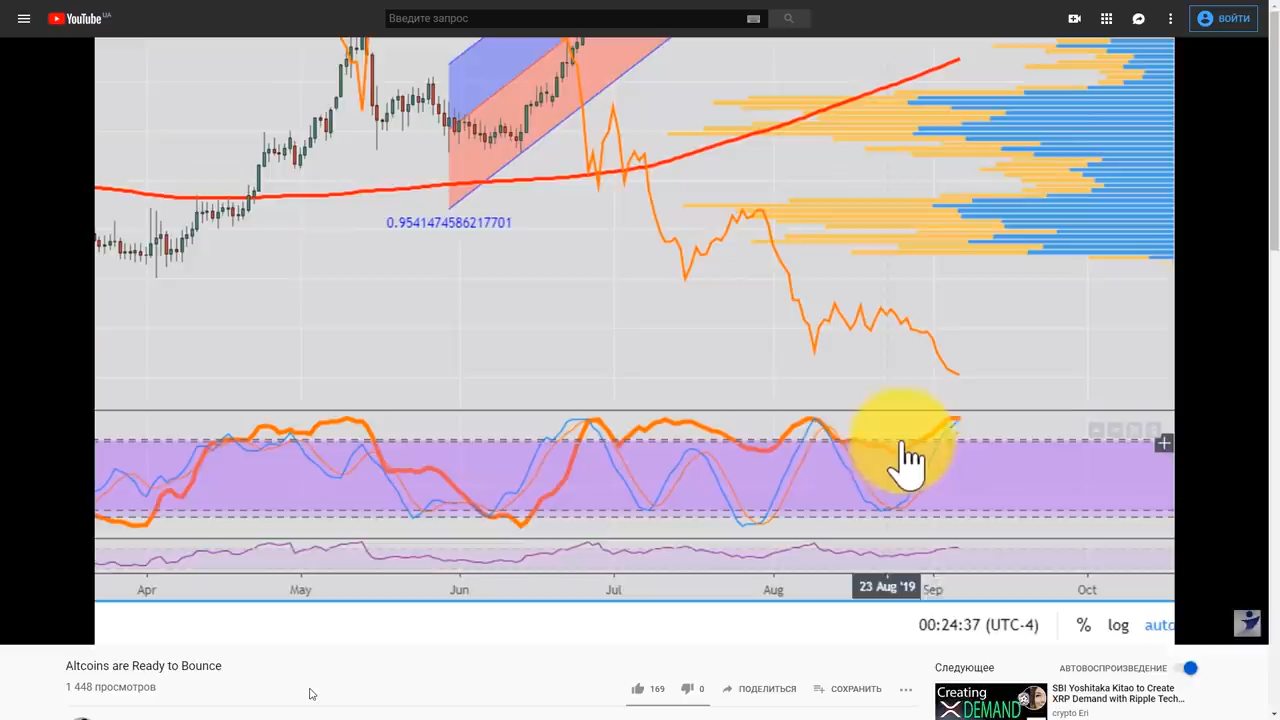 YouTube UA
Введите запрос
ВОЙТИ
0.9541474586217701
Apr May Jun Jul Aug 23 Aug '19 Sep Oct
00:24:37 (UTC-4) % log auto
Altcoins are Ready to Bounce
1 448 просмотров
169 0 ПОДЕЛИТЬСЯ СОХРАНИТЬ
Следующее АВТОВОСПРОИЗВЕДЕНИЕ
Creating
DEMAND
SBI Yoshitaka Kitao to Create
XRP Demand with Ripple Tech...
crypto Eri